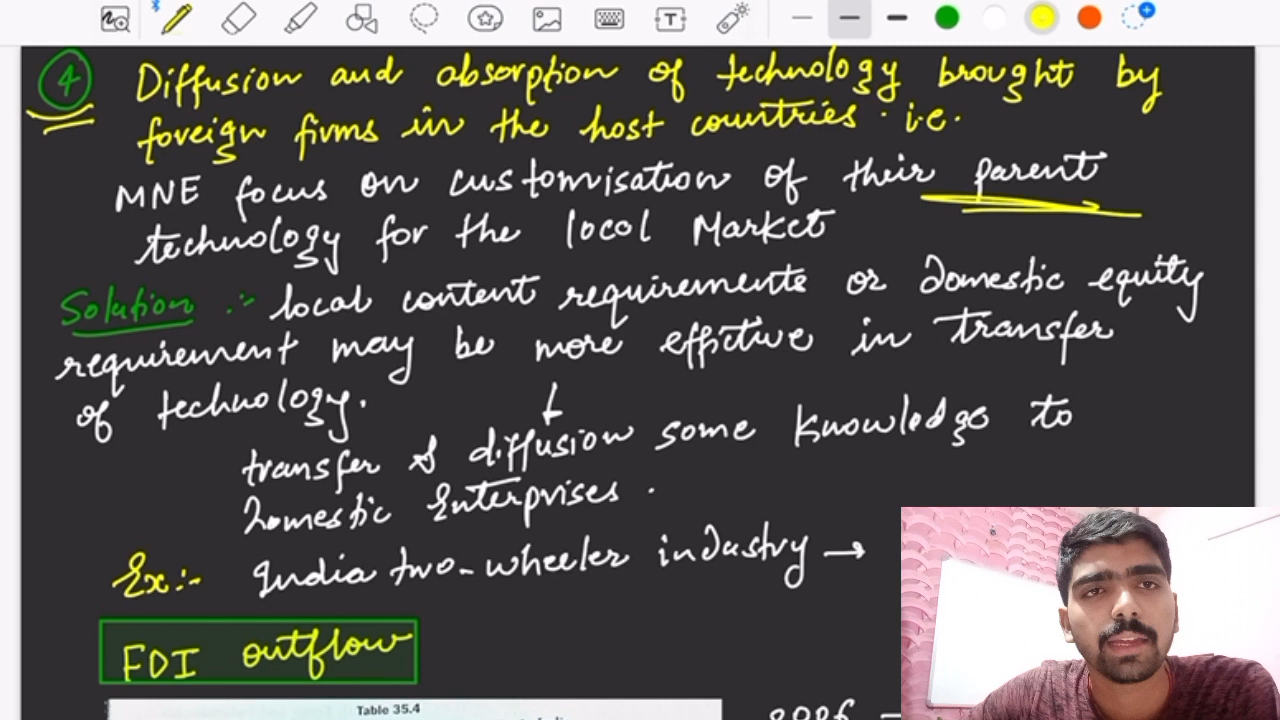 4 Diffusion and absorption of technology brought by
foreign firms in the host countries. i.e.
MNE focus on customisation of their parent
technology for the local Market
Solution :- local content requirements or domestic equity
requirement may be more effective in transfer
of technology.
transfer & diffusion some knowledge to
domestic Enterprises.
Ex:- India two-wheeler industry →
FDI outflow
Table 35.4